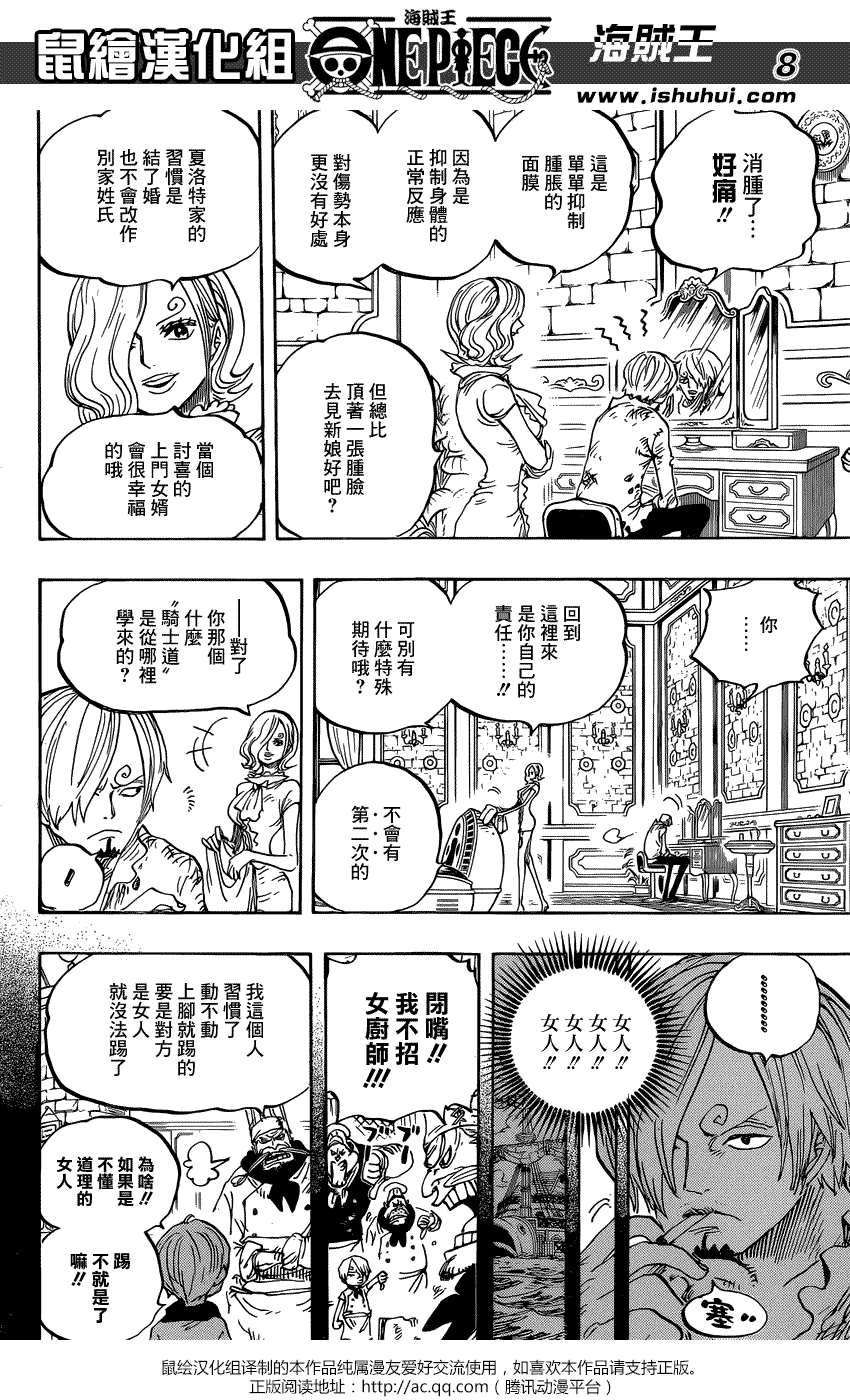 鼠繪漢化組
海賊王
ONE PIECE
海賊王
8
www.ishuhui.com
消腫了…
好痛!!
這是
單單抑制
腫脹的
面膜
因為是
抑制身體的
正常反應
對傷勢本身
更沒有好處
但總比
頂著一張腫臉
去見新娘好吧?
夏洛特家的
習慣是
結了婚
也不會改作
別家姓氏
當個
討喜的
上門女婿
會很幸福
的哦
你
……
回到
這裡來
是你自己的
責任……!!
可別有
什麼特殊
期待哦?
不會有
第二次的
——對了
你那個
什麼
〝騎士道〞
是從哪裡
學來的?
…………
塞
女人!!
女人!!
女人!!
女人!!
閉嘴!!
我不招
女廚師!!!
我這個人
習慣了
動不動
上腳就踢的
要是對方
是女人
就沒法踢了
為啥!!
如果是
不懂
道理的
女人
踢
不就是了
嘛!!
鼠绘汉化组译制的本作品纯属漫友爱好交流使用，如喜欢本作品请支持正版。
正版阅读地址：http://ac.qq.com（腾讯动漫平台）